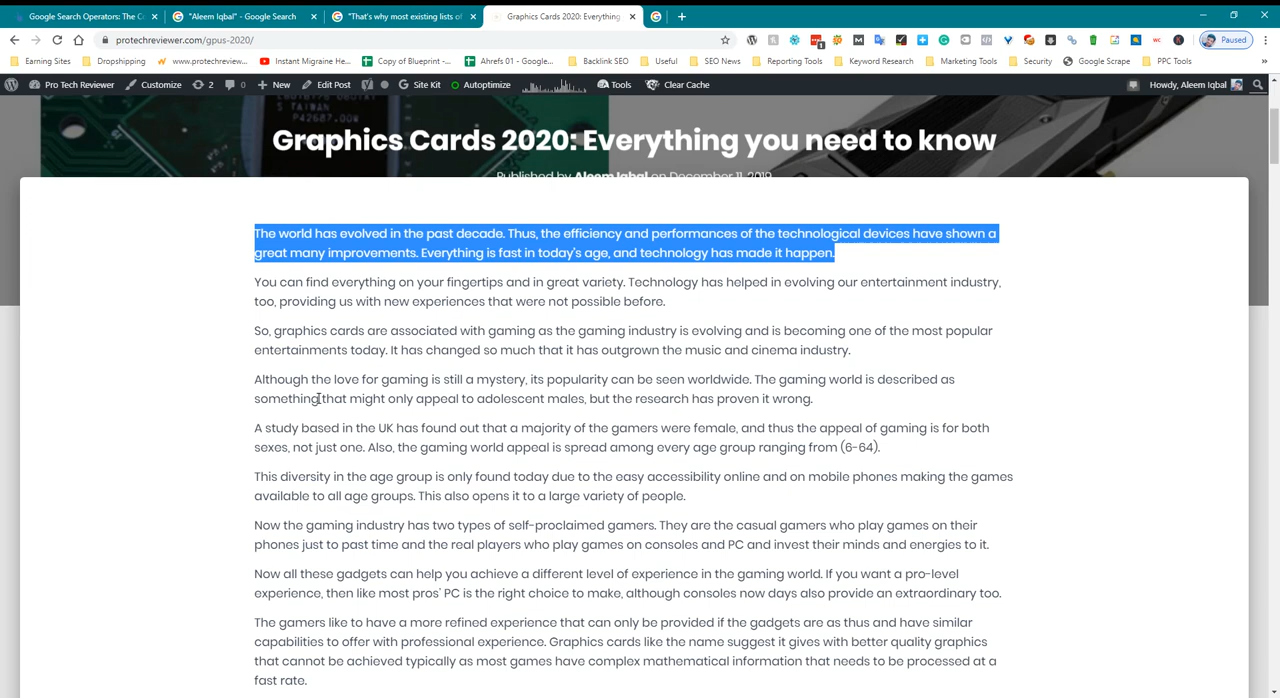 Google Search Operators: The C
"Aleem Iqbal" - Google Search
"That's why most existing lists of
Graphics Cards 2020: Everything
protechreviewer.com/gpus-2020/
Paused
Earning Sites
Dropshipping
www.protechreview...
Instant Migraine He...
Copy of Blueprint -...
Ahrefs 01 - Google...
Backlink SEO
Useful
SEO News
Reporting Tools
Keyword Research
Marketing Tools
Security
Google Scrape
PPC Tools
Pro Tech Reviewer
Customize
2
0
New
Edit Post
Site Kit
Autoptimize
Tools
Clear Cache
Howdy, Aleem Iqbal
S TAIWAN
P42687.00W
Graphics Cards 2020: Everything you need to know
Published by Aleem Iqbal on December 11, 2019
The world has evolved in the past decade. Thus, the efficiency and performances of the technological devices have shown a
great many improvements. Everything is fast in today's age, and technology has made it happen.
You can find everything on your fingertips and in great variety. Technology has helped in evolving our entertainment industry,
too, providing us with new experiences that were not possible before.
So, graphics cards are associated with gaming as the gaming industry is evolving and is becoming one of the most popular
entertainments today. It has changed so much that it has outgrown the music and cinema industry.
Although the love for gaming is still a mystery, its popularity can be seen worldwide. The gaming world is described as
something that might only appeal to adolescent males, but the research has proven it wrong.
A study based in the UK has found out that a majority of the gamers were female, and thus the appeal of gaming is for both
sexes, not just one. Also, the gaming world appeal is spread among every age group ranging from (6-64).
This diversity in the age group is only found today due to the easy accessibility online and on mobile phones making the games
available to all age groups. This also opens it to a large variety of people.
Now the gaming industry has two types of self-proclaimed gamers. They are the casual gamers who play games on their
phones just to past time and the real players who play games on consoles and PC and invest their minds and energies to it.
Now all these gadgets can help you achieve a different level of experience in the gaming world. If you want a pro-level
experience, then like most pros' PC is the right choice to make, although consoles now days also provide an extraordinary too.
The gamers like to have a more refined experience that can only be provided if the gadgets are as thus and have similar
capabilities to offer with professional experience. Graphics cards like the name suggest it gives with better quality graphics
that cannot be achieved typically as most games have complex mathematical information that needs to be processed at a
fast rate.